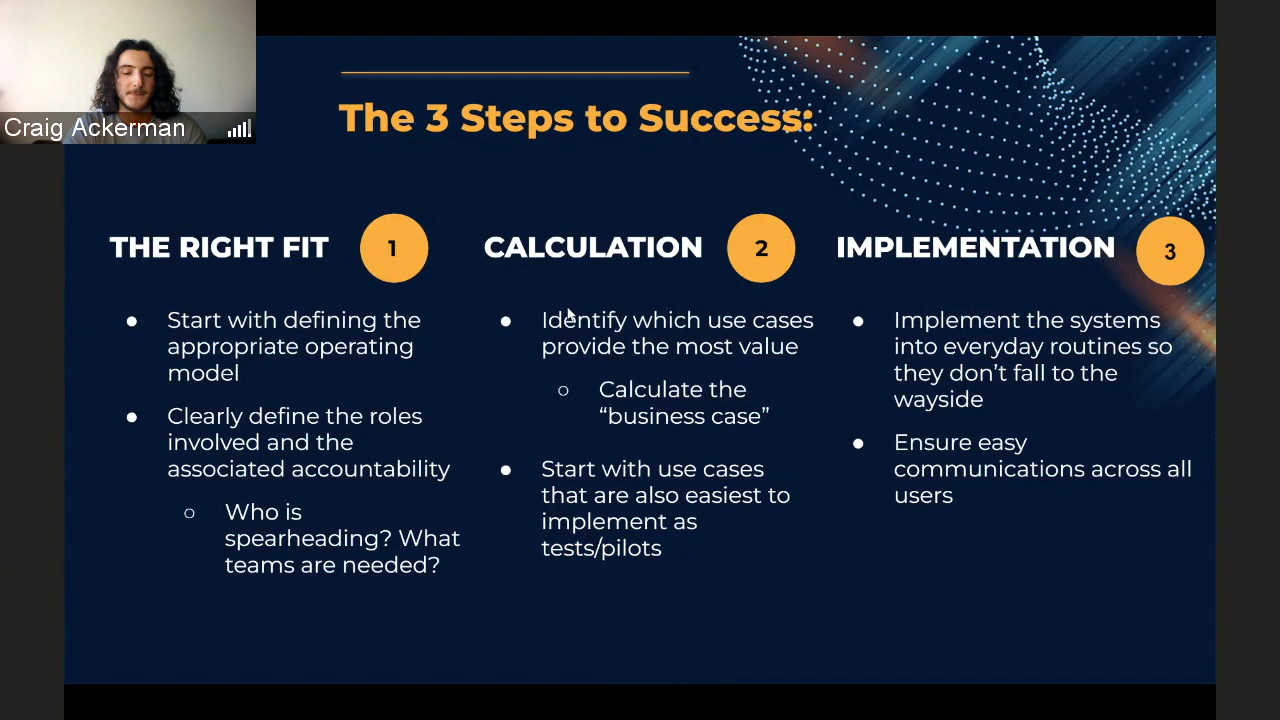 Craig Ackerman
The 3 Steps to Success:
THE RIGHT FIT
1
● Start with defining the
appropriate operating
model
● Clearly define the roles
involved and the
associated accountability
○ Who is
spearheading? What
teams are needed?
CALCULATION
2
● Identify which use cases
provide the most value
○ Calculate the
“business case”
● Start with use cases
that are also easiest to
implement as
tests/pilots
IMPLEMENTATION
3
● Implement the systems
into everyday routines so
they don’t fall to the
wayside
● Ensure easy
communications across all
users